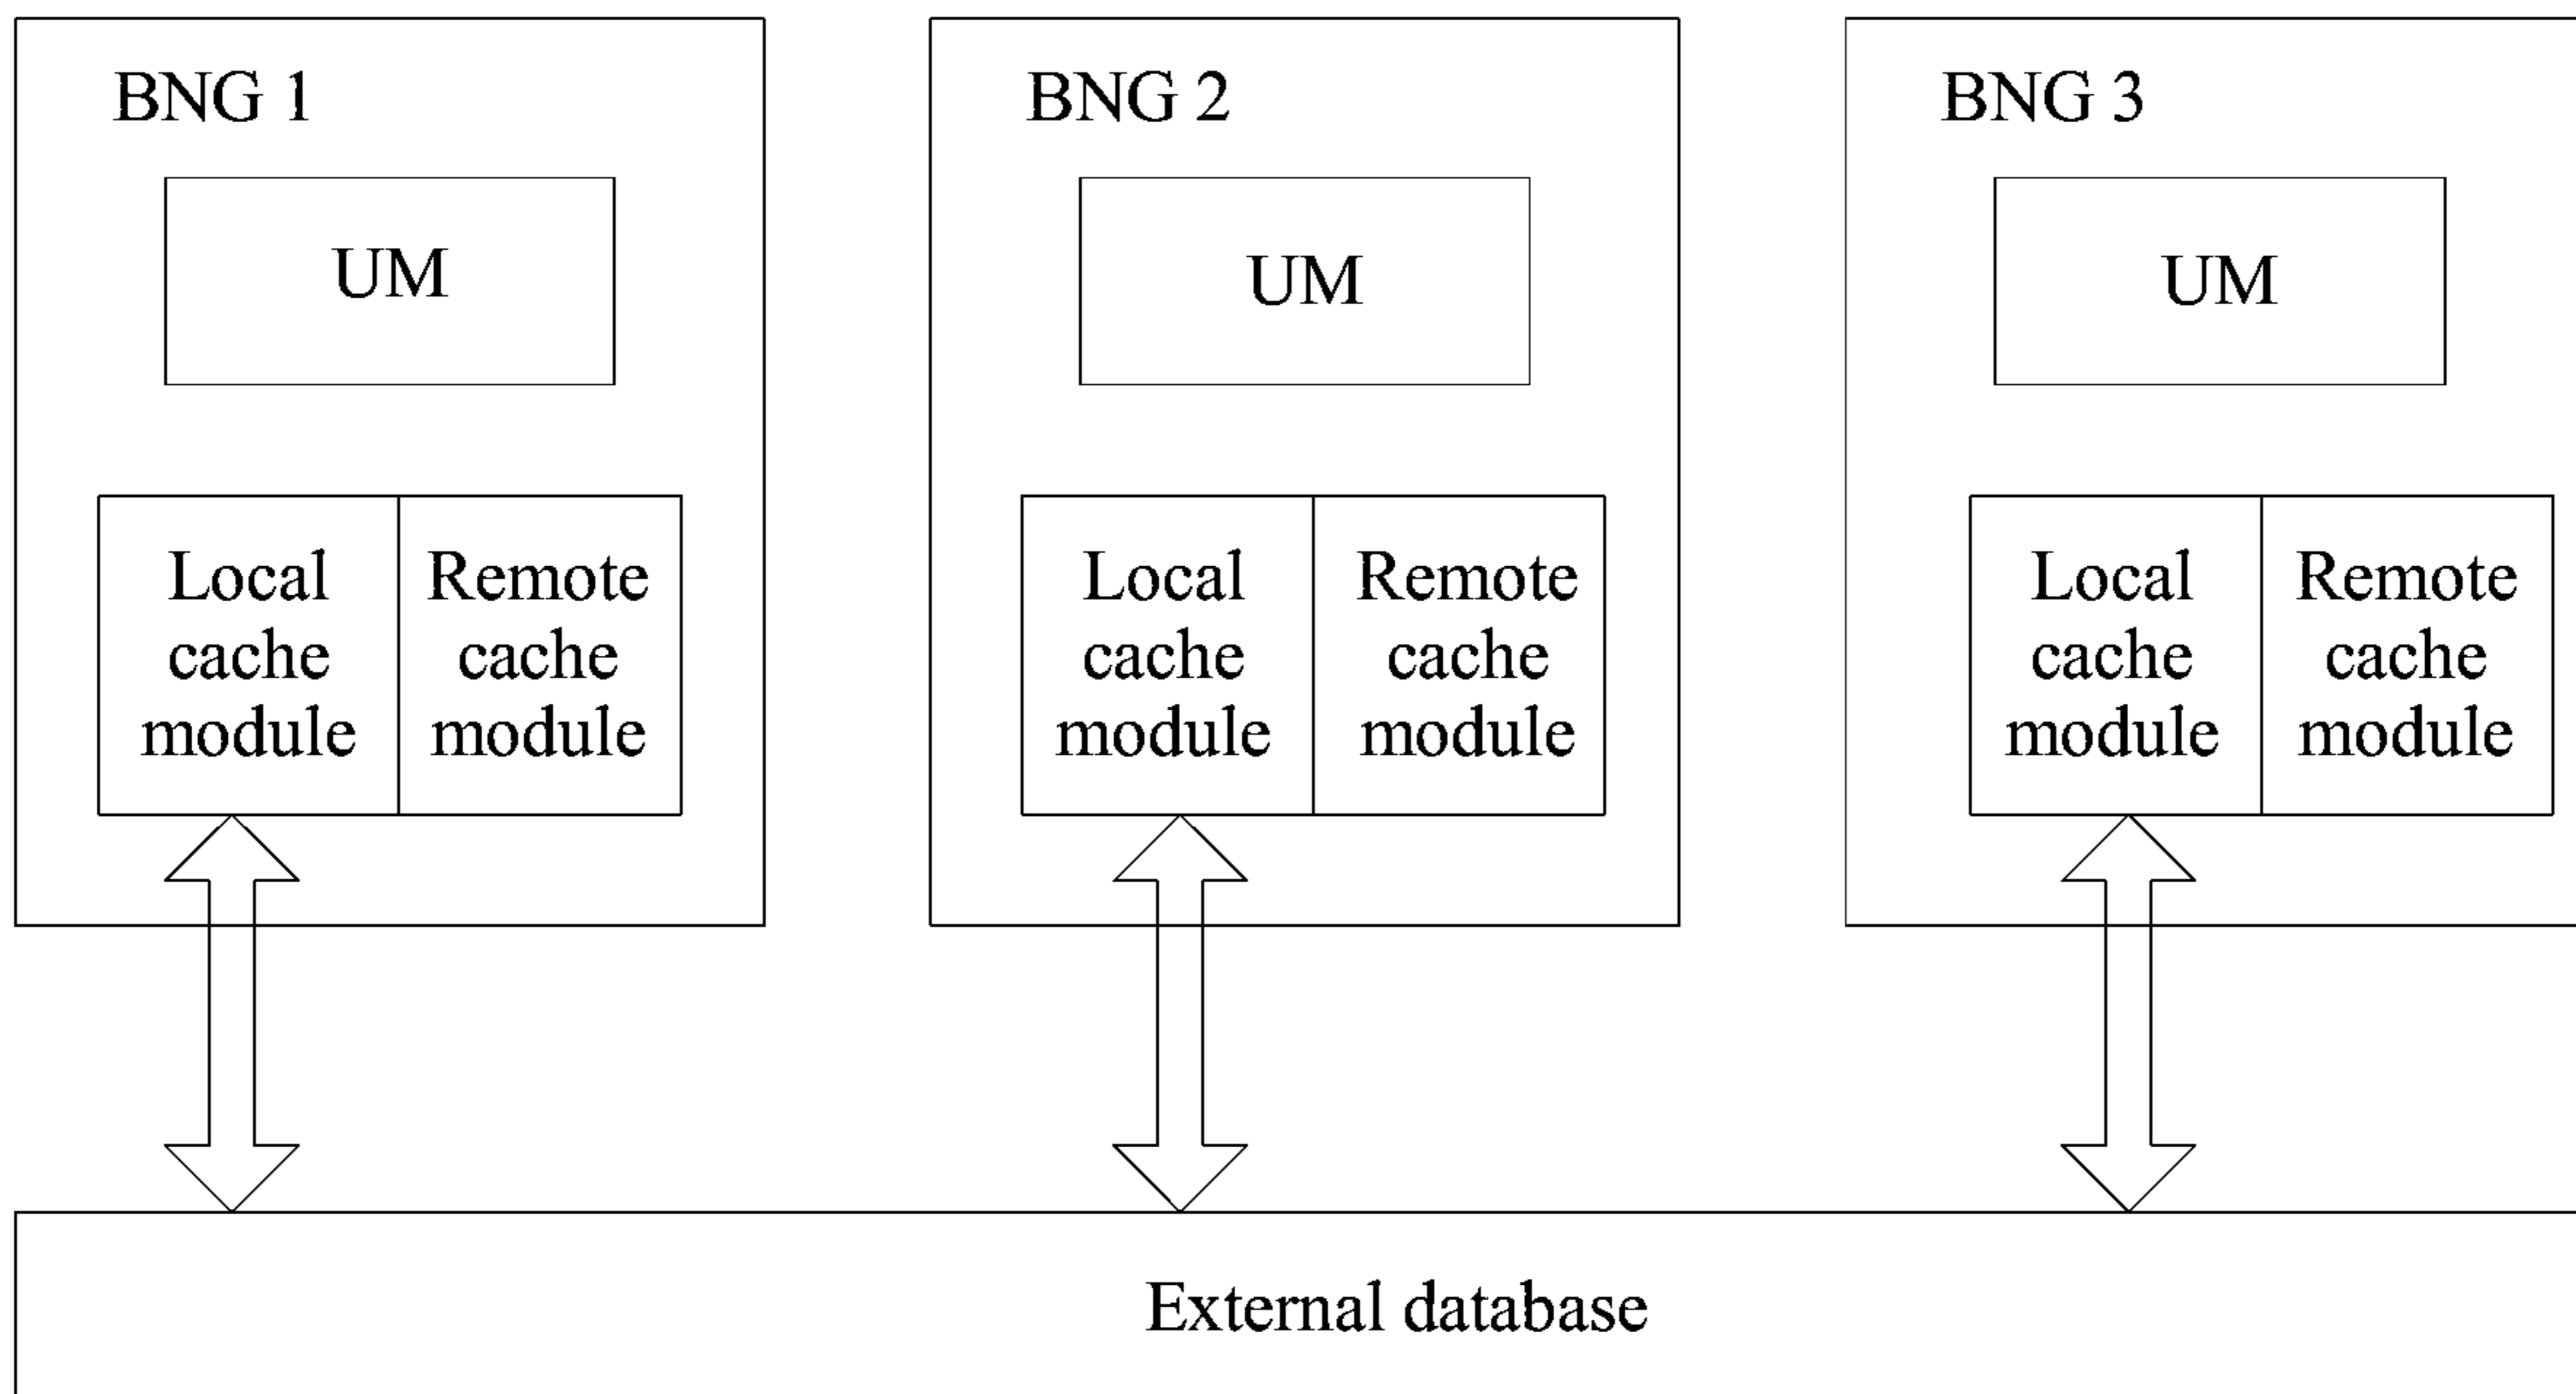 BNG 1
UM
Local
cache
module
Remote
cache
module
BNG 2
UM
Local
cache
module
Remote
cache
module
BNG 3
UM
Local
cache
module
Remote
cache
module
External database